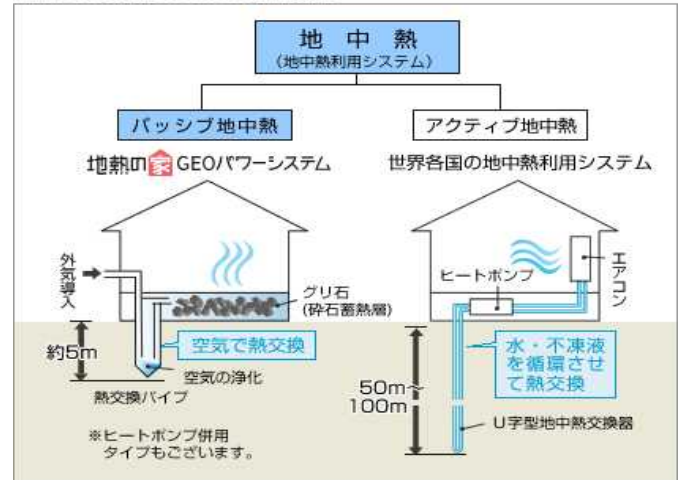 地中熱
(地中熱利用システム)
パッシブ地中熱
アクティブ地中熱
地熱の家 GEOパワーシステム
世界各国の地中熱利用システム
外気導入
グリ石
(砕石蓄熱層)
約5m
空気で熱交換
空気の浄化
熱交換パイプ
※ヒートポンプ併用
タイプもございます。
ヒートポンプ
エアコン
水・不凍液
を循環させ
て熱交換
50m~
100m
U字型地中熱交換器